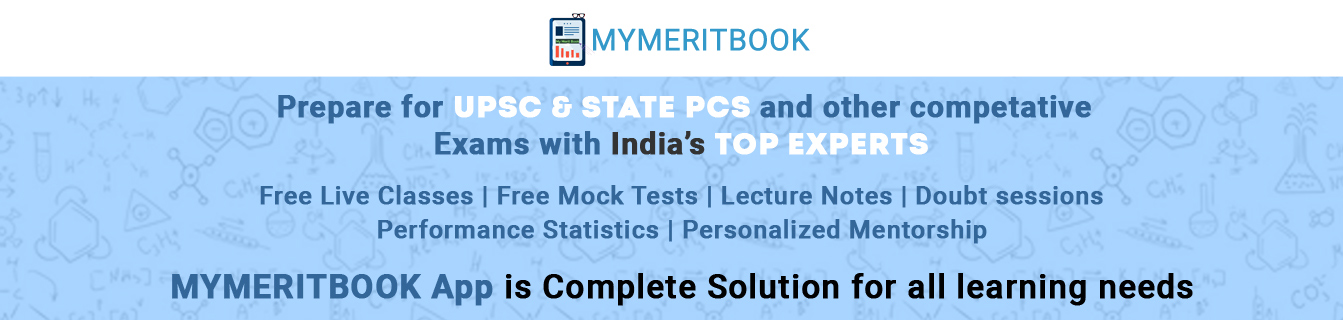 MYMERITBOOK
Prepare for UPSC & STATE PCS and other competative
Exams with India's TOP EXPERTS
Free Live Classes | Free Mock Tests | Lecture Notes | Doubt sessions
Performance Statistics | Personalized Mentorship
MYMERITBOOK App is Complete Solution for all learning needs